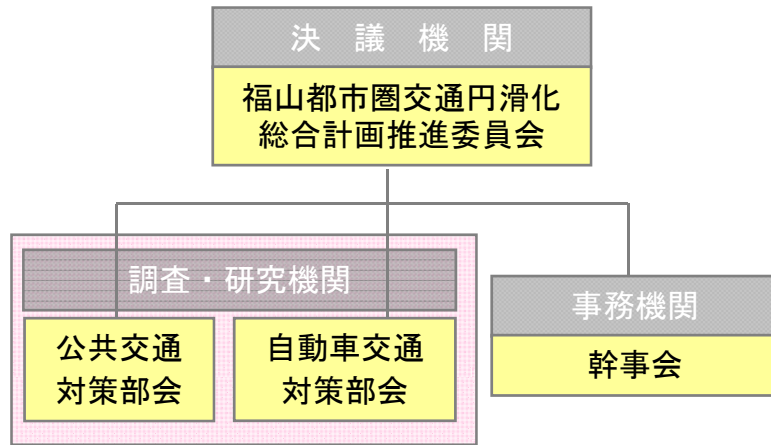 決議機関
福山都市圏交通円滑化
総合計画推進委員会
調査・研究機関
公共交通
対策部会
自動車交通
対策部会
事務機関
幹事会